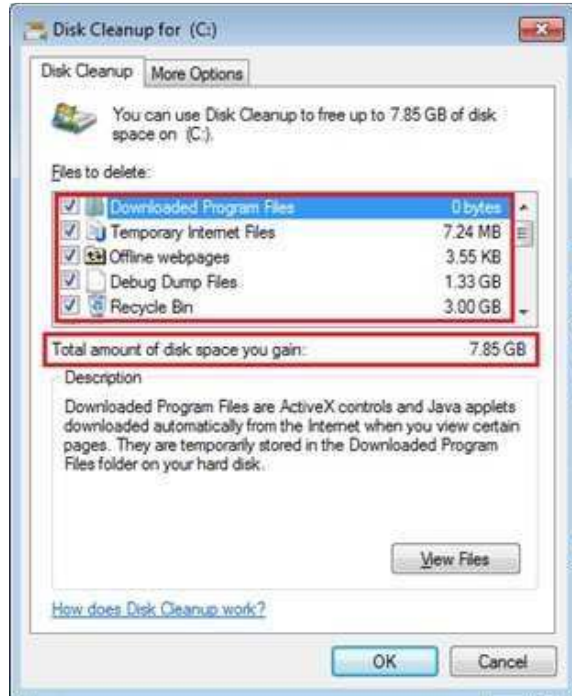 Disk Cleanup for (C:)
Disk Cleanup
More Options
You can use Disk Cleanup to free up to 7.85 GB of disk
space on (C:).
Files to delete:
Downloaded Program Files 0 bytes
Temporary Internet Files 7.24 MB
Offline webpages 3.55 KB
Debug Dump Files 1.33 GB
Recycle Bin 3.00 GB
Total amount of disk space you gain: 7.85 GB
Description
Downloaded Program Files are ActiveX controls and Java applets
downloaded automatically from the Internet when you view certain
pages. They are temporarily stored in the Downloaded Program
Files folder on your hard disk.
View Files
How does Disk Cleanup work?
OK
Cancel